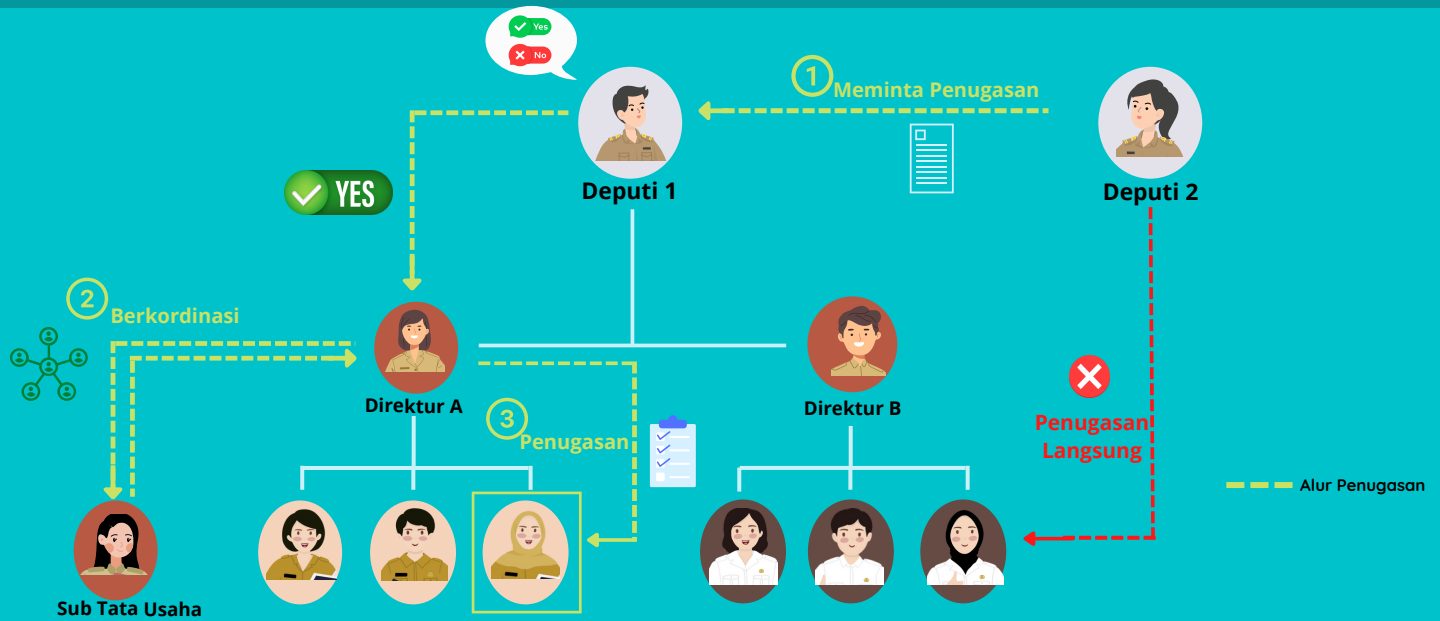 Yes
No
1
Meminta Penugasan
Deputi 1
Deputi 2
YES
2
Berkordinasi
Direktur A
Direktur B
3
Penugasan
Penugasan
Langsung
Alur Penugasan
Sub Tata Usaha